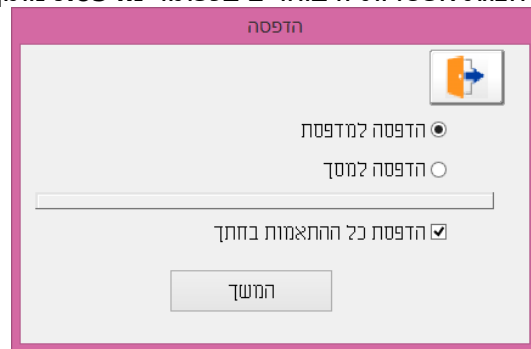 הדפסה
הדפסה למדפסת
הדפסה למסך
הדפסת כל ההתאמות בחתך
המשך